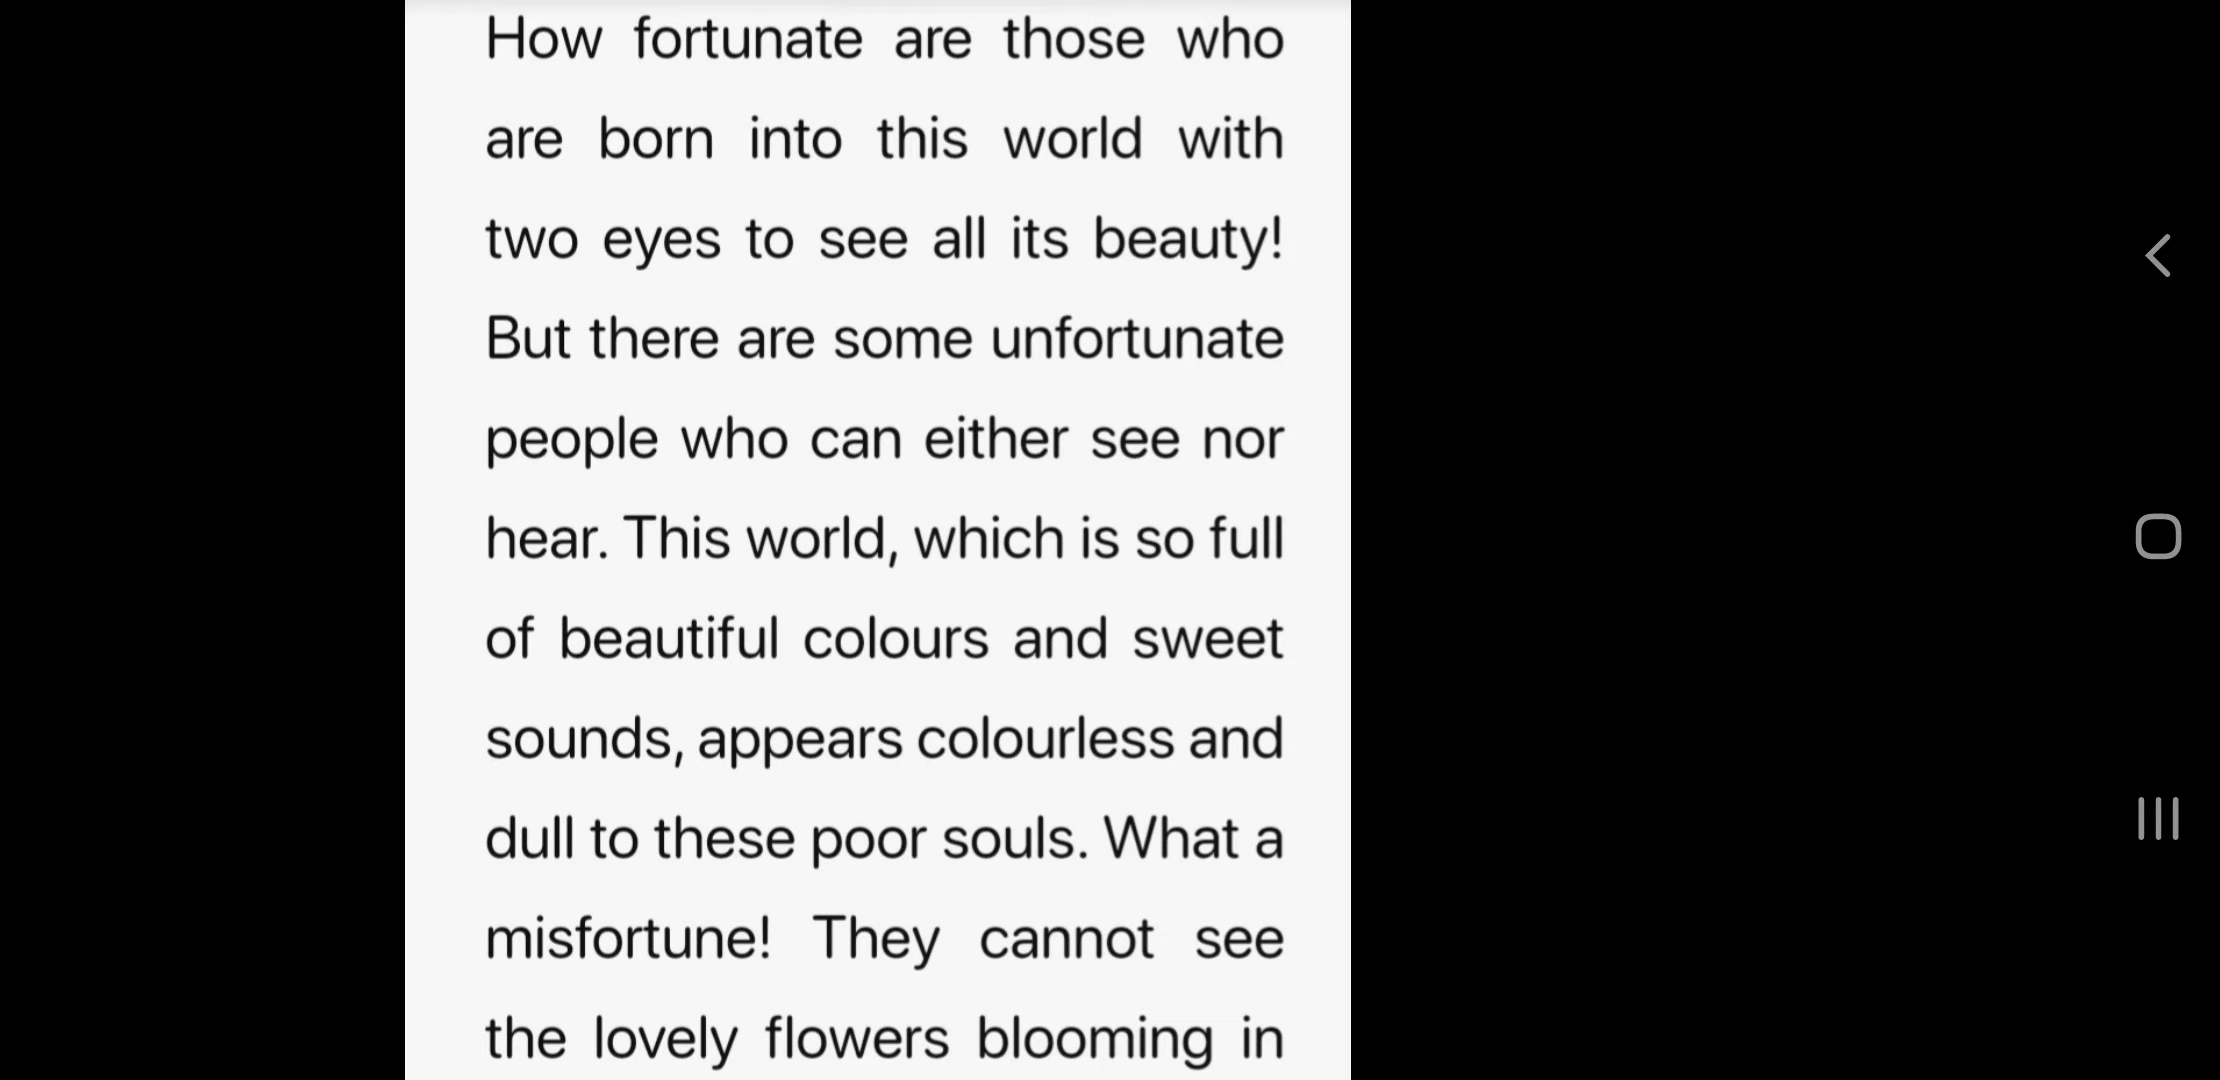 How fortunate are those who
are born into this world with
two eyes to see all its beauty!
But there are some unfortunate
people who can either see nor
hear. This world, which is so full
of beautiful colours and sweet
sounds, appears colourless and
dull to these poor souls. What a
misfortune! They cannot see
the lovely flowers blooming in